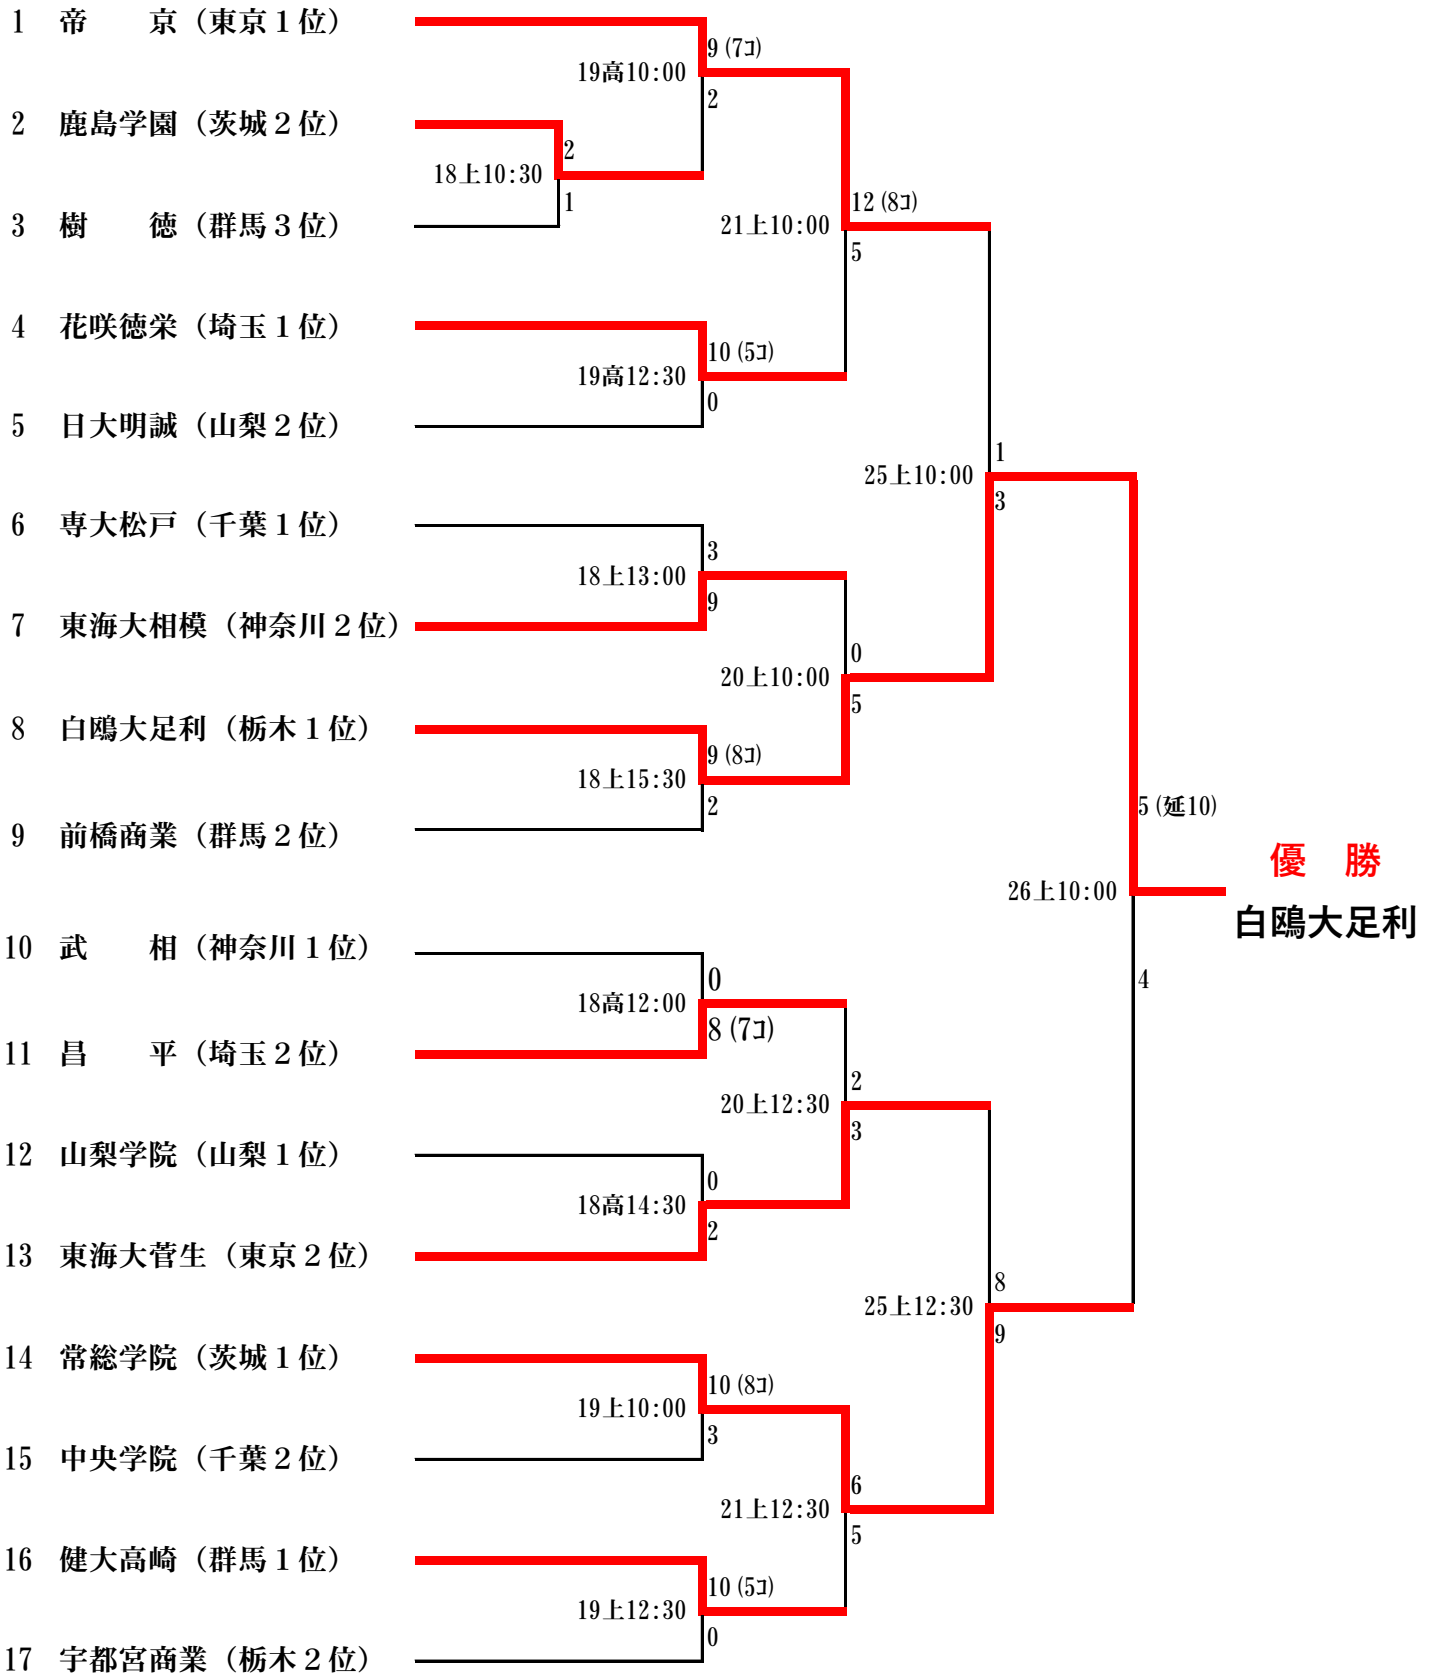 1 帝　　京（東京１位）
9 (7コ)
19高10:00
2
2 鹿島学園（茨城２位）
2
18上10:30
1
3 樹　　徳（群馬３位）
12 (8コ)
21上10:00
5
4 花咲徳栄（埼玉１位）
10 (5コ)
19高12:30
0
5 日大明誠（山梨２位）
1
25上10:00
3
6 専大松戸（千葉１位）
3
18上13:00
9
7 東海大相模（神奈川２位）
0
20上10:00
5
8 白鴎大足利（栃木１位）
9 (8コ)
18上15:30
2
9 前橋商業（群馬２位）
5 (延10)
優　勝
26上10:00
白鴎大足利
4
10 武　　相（神奈川１位）
0
18高12:00
8 (7コ)
11 昌　　平（埼玉２位）
2
20上12:30
3
12 山梨学院（山梨１位）
0
18高14:30
2
13 東海大菅生（東京２位）
8
25上12:30
9
14 常総学院（茨城１位）
10 (8コ)
19上10:00
3
15 中央学院（千葉２位）
6
21上12:30
5
16 健大高崎（群馬１位）
10 (5コ)
19上12:30
0
17 宇都宮商業（栃木２位）